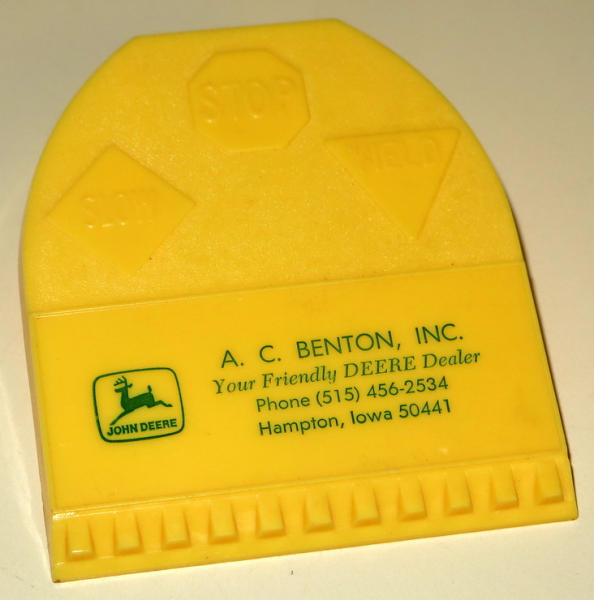 STOP
YIELD
SLOW
A. C. BENTON, INC.
Your Friendly DEERE Dealer
Phone (515) 456-2534
Hampton, Iowa 50441
JOHN DEERE